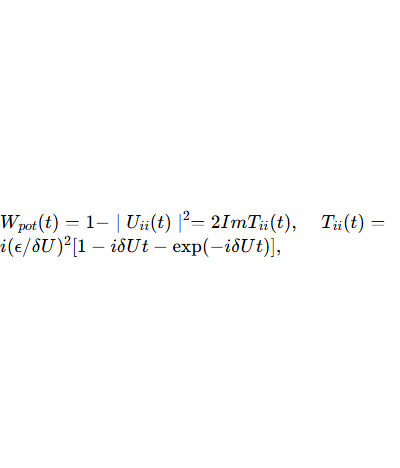 W_{pot}(t) = 1− | U_{ii}(t) |^2= 2ImT_{ii}(t), T_{ii}(t) =
i(ϵ/δU)^2[1 − iδUt − exp(−iδUt)],